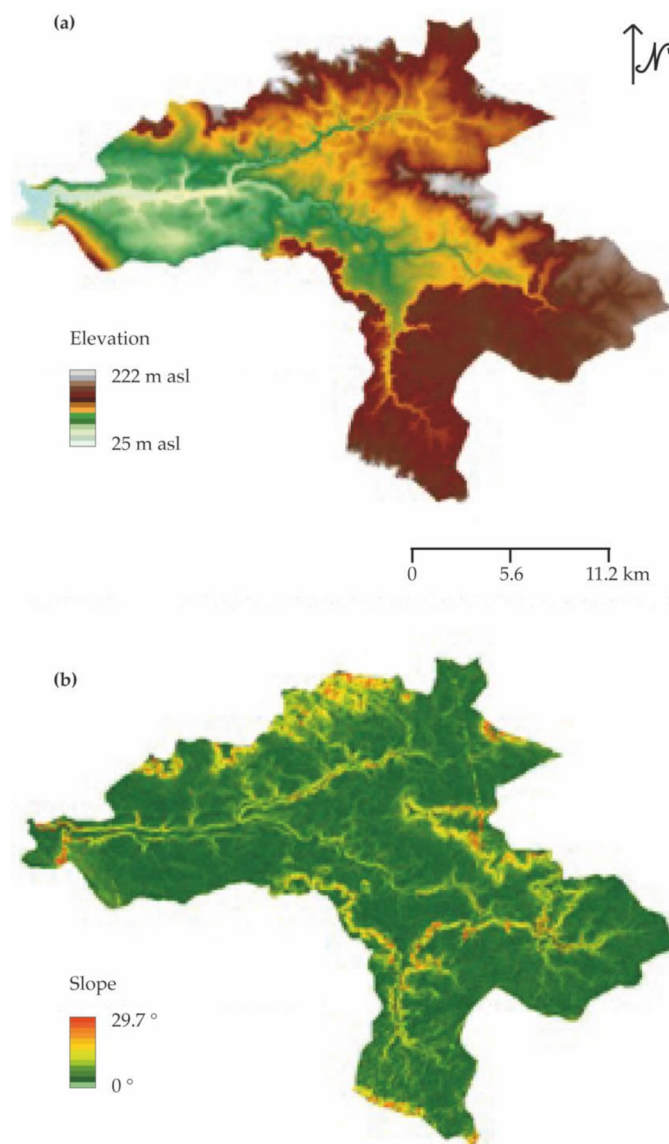 (a)
N
Elevation
222 m asl
25 m asl
0 5.6 11.2 km
(b)
Slope
29.7 °
0 °